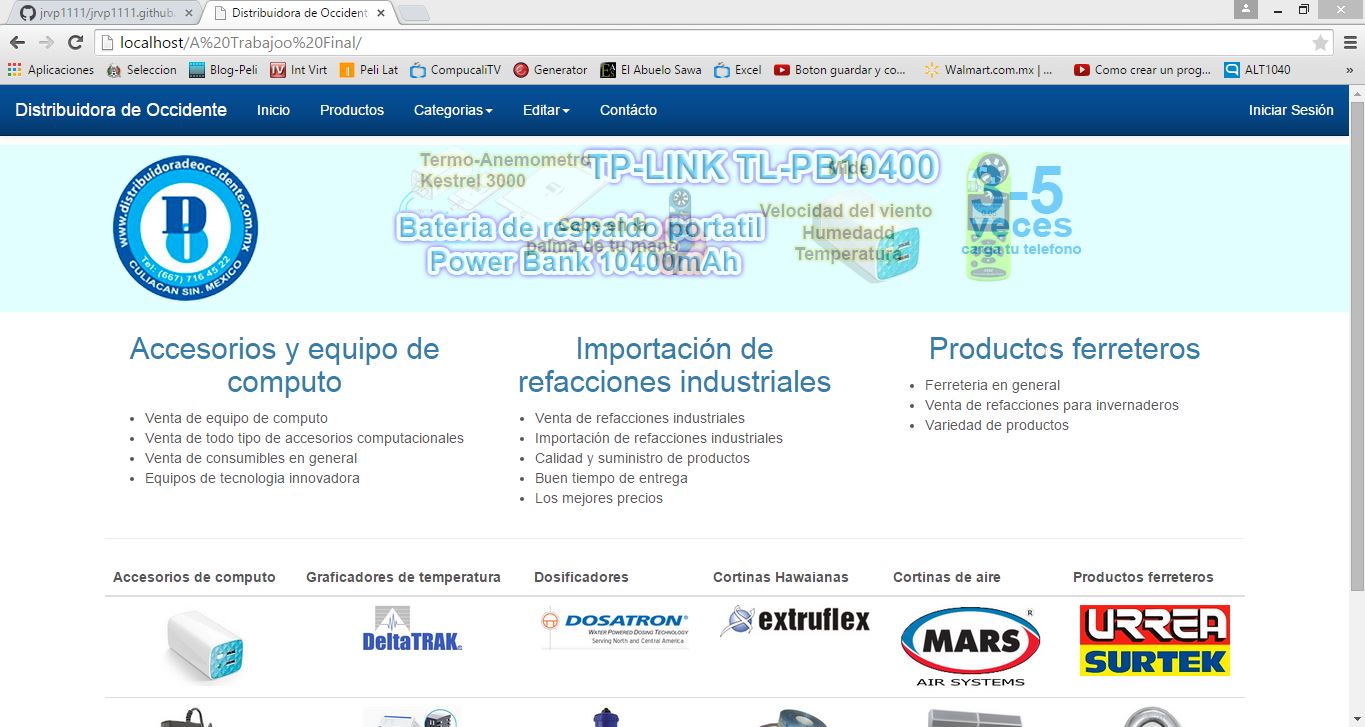 jrvp1111/jrvp1111.github.
Distribuidora de Occident
localhost/A%20Trabajoo%20Final/
Aplicaciones
Seleccion
Blog-Peli
Int Virt
Peli Lat
CompucaliTV
Generator
El Abuelo Sawa
Excel
Boton guardar y co...
Walmart.com.mx | ...
Como crear un prog...
ALT1040
»
Distribuidora de Occidente
Inicio
Productos
Categorias
Editar
Contácto
Iniciar Sesión
www.distribuidoradeoccidente.com.mx
DO
Tel: (667) 716 45 22
CULIACAN SIN. MEXICO
Termo-Anemometro
Kestrel 3000
TP-LINK TL-PB10400
Mide
Bateria de respaldo portatil
Power Bank 10400mAh
Cabe en la
palma de tu mano
Velocidad del viento
Humedadd
Temperatura
3-5
veces
carga tu telefono
Accesorios y equipo de
computo
Venta de equipo de computo
Venta de todo tipo de accesorios computacionales
Venta de consumibles en general
Equipos de tecnologia innovadora
Importación de
refacciones industriales
Venta de refacciones industriales
Importación de refacciones industriales
Calidad y suministro de productos
Buen tiempo de entrega
Los mejores precios
Productos ferreteros
Ferreteria en general
Venta de refacciones para invernaderos
Variedad de productos
Accesorios de computo
Graficadores de temperatura
Dosificadores
Cortinas Hawaianas
Cortinas de aire
Productos ferreteros
DeltaTRAK
DOSATRON®
WATER POWERED DOSING TECHNOLOGY
Serving North and Central America
extruflex
MARS
®
AIR SYSTEMS
URREA
SURTEK